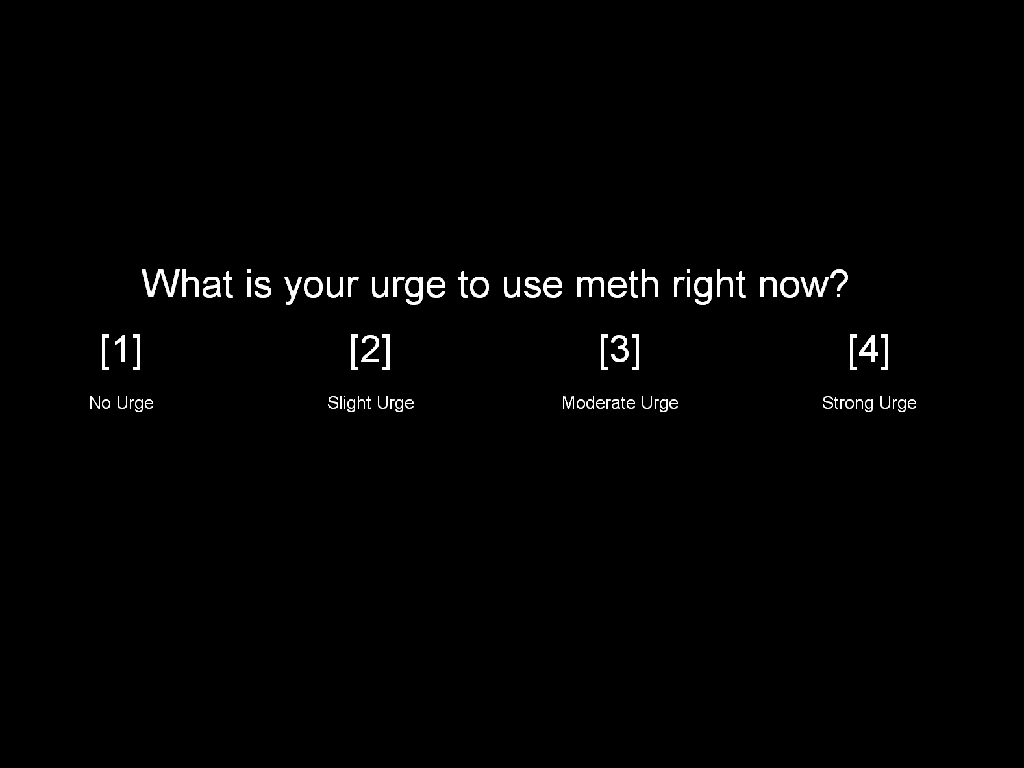 What is your urge to use meth right now?
[1] [2] [3] [4]
No Urge Slight Urge Moderate Urge Strong Urge